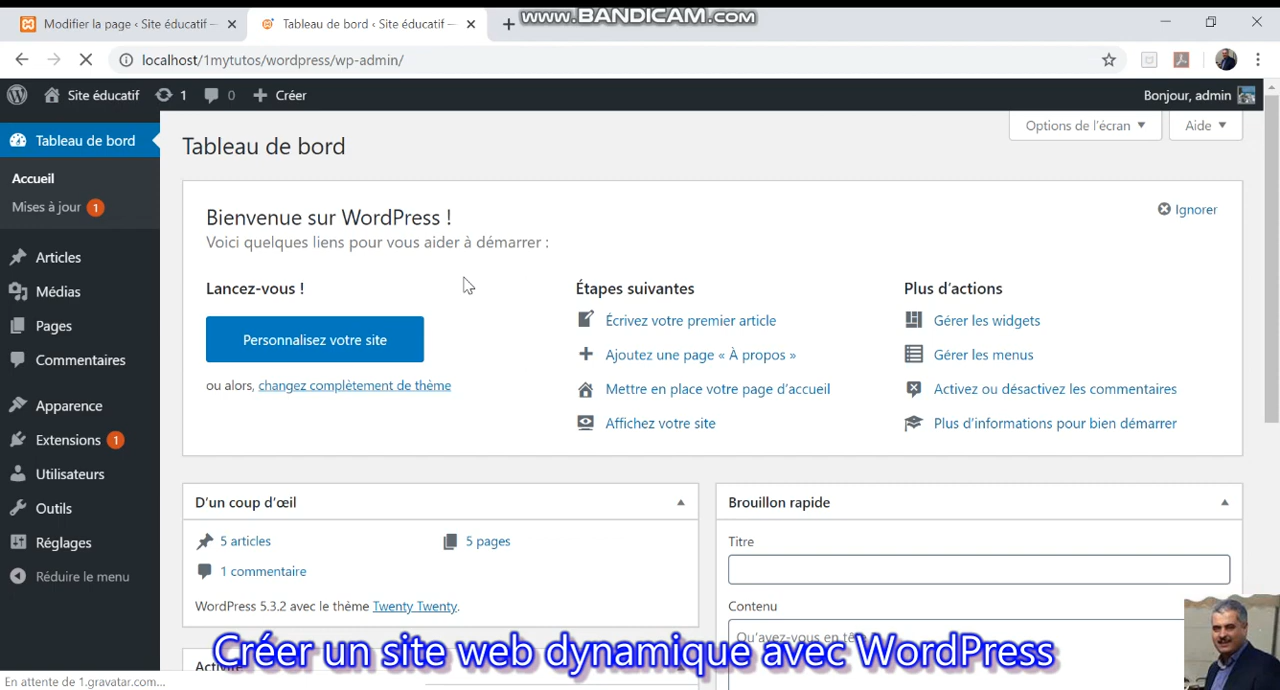 Modifier la page ‹ Site éducatif —
Tableau de bord ‹ Site éducatif —
www.BANDICAM.com
localhost/1mytutos/wordpress/wp-admin/
Site éducatif 1 0 Créer
Bonjour, admin
Tableau de bord
Accueil
Mises à jour 1
Articles
Médias
Pages
Commentaires
Apparence
Extensions 1
Utilisateurs
Outils
Réglages
Réduire le menu
Options de l'écran
Aide
Tableau de bord
Bienvenue sur WordPress !
Ignorer
Voici quelques liens pour vous aider à démarrer :
Lancez-vous !
Personnalisez votre site
ou alors, changez complètement de thème
Étapes suivantes
Écrivez votre premier article
Ajoutez une page « À propos »
Mettre en place votre page d'accueil
Affichez votre site
Plus d'actions
Gérer les widgets
Gérer les menus
Activez ou désactivez les commentaires
Plus d'informations pour bien démarrer
D'un coup d'œil
5 articles
5 pages
1 commentaire
WordPress 5.3.2 avec le thème Twenty Twenty.
Brouillon rapide
Titre
Contenu
Qu'avez-vous en
Créer un site web dynamique avec WordPress
En attente de 1.gravatar.com...